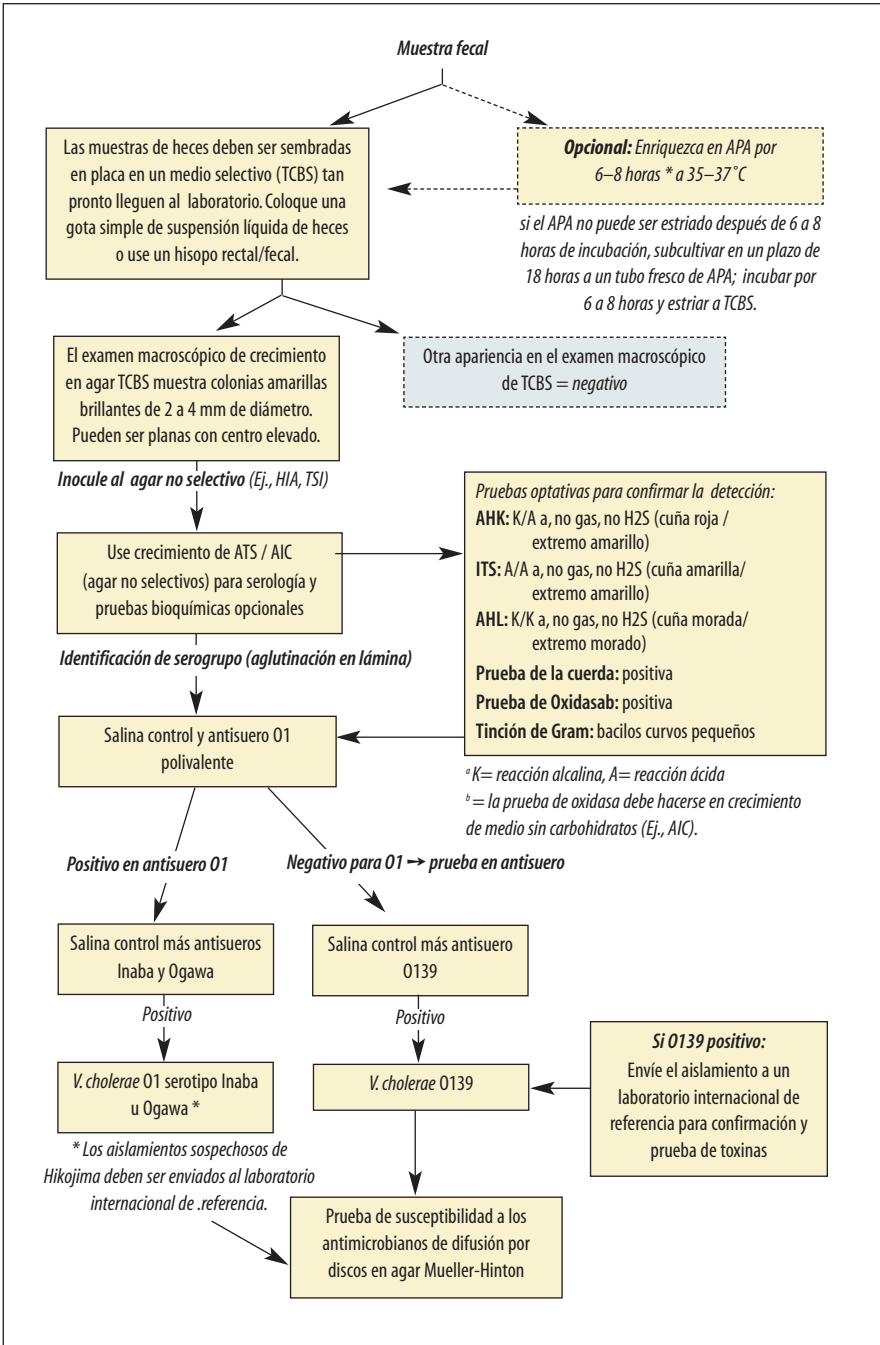 Muestra fecal
Las muestras de heces deben ser sembradas
en placa en un medio selectivo (TCBS) tan
pronto lleguen al laboratorio. Coloque una
gota simple de suspensión líquida de heces
o use un hisopo rectal/fecal.
Opcional: Enriquezca en APA por
6–8 horas * a 35–37˚C
si el APA no puede ser estriado después de 6 a 8
horas de incubación, subcultivar en un plazo de
18 horas a un tubo fresco de APA; incubar por
6 a 8 horas y estriar a TCBS.
El examen macroscópico de crecimiento
en agar TCBS muestra colonias amarillas
brillantes de 2 a 4 mm de diámetro.
Pueden ser planas con centro elevado.
Otra apariencia en el examen macroscópico
de TCBS = negativo
Inocule al agar no selectivo (Ej., HIA, TSI)
Use crecimiento de ATS / AIC
(agar no selectivos) para serología y
pruebas bioquímicas opcionales
Pruebas optativas para confirmar la detección:
AHK: K/A a, no gas, no H2S (cuña roja /
extremo amarillo)
ITS: A/A a, no gas, no H2S (cuña amarilla/
extremo amarillo)
AHL: K/K a, no gas, no H2S (cuña morada/
extremo morado)
Prueba de la cuerda: positiva
Prueba de Oxidasab: positiva
Tinción de Gram: bacilos curvos pequeños
a K= reacción alcalina, A= reacción ácida
b = la prueba de oxidasa debe hacerse en crecimiento
de medio sin carbohidratos (Ej., AIC).
Identificación de serogrupo (aglutinación en lámina)
Salina control y antisuero O1
polivalente
Positivo en antisuero O1
Negativo para O1 → prueba en antisuero
Salina control más antisueros
Inaba y Ogawa
Salina control más antisuero
O139
Positivo
Positivo
V. cholerae O1 serotipo Inaba
u Ogawa *
V. cholerae O139
Si O139 positivo:
Envíe el aislamiento a un
laboratorio internacional de
referencia para confirmación y
prueba de toxinas
* Los aislamientos sospechosos de
Hikojima deben ser enviados al laboratorio
internacional de .referencia.
Prueba de susceptibilidad a los
antimicrobianos de difusión por
discos en agar Mueller-Hinton